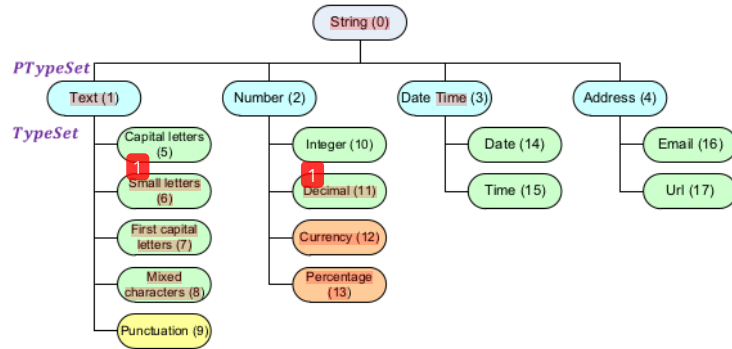 String (0)
PTypeSet
Text (1)
Number (2)
Date Time (3)
Address (4)
TypeSet
Capital letters
(5)
1
Small letters
(6)
First capital
letters (7)
Mixed
characters (8)
Punctuation (9)
Integer (10)
1
Decimal (11)
Currency (12)
Percentage
(13)
Date (14)
Time (15)
Email (16)
Url (17)